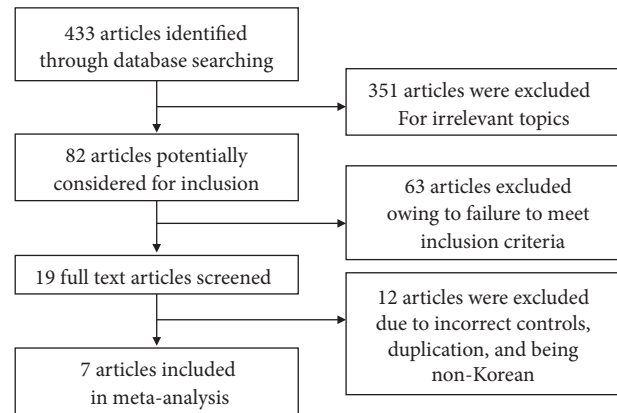 433 articles identified
through database searching
351 articles were excluded
For irrelevant topics
82 articles potentially
considered for inclusion
63 articles excluded
owing to failure to meet
inclusion criteria
19 full text articles screened
12 articles were excluded
due to incorrect controls,
duplication, and being
non-Korean
7 articles included
in meta-analysis